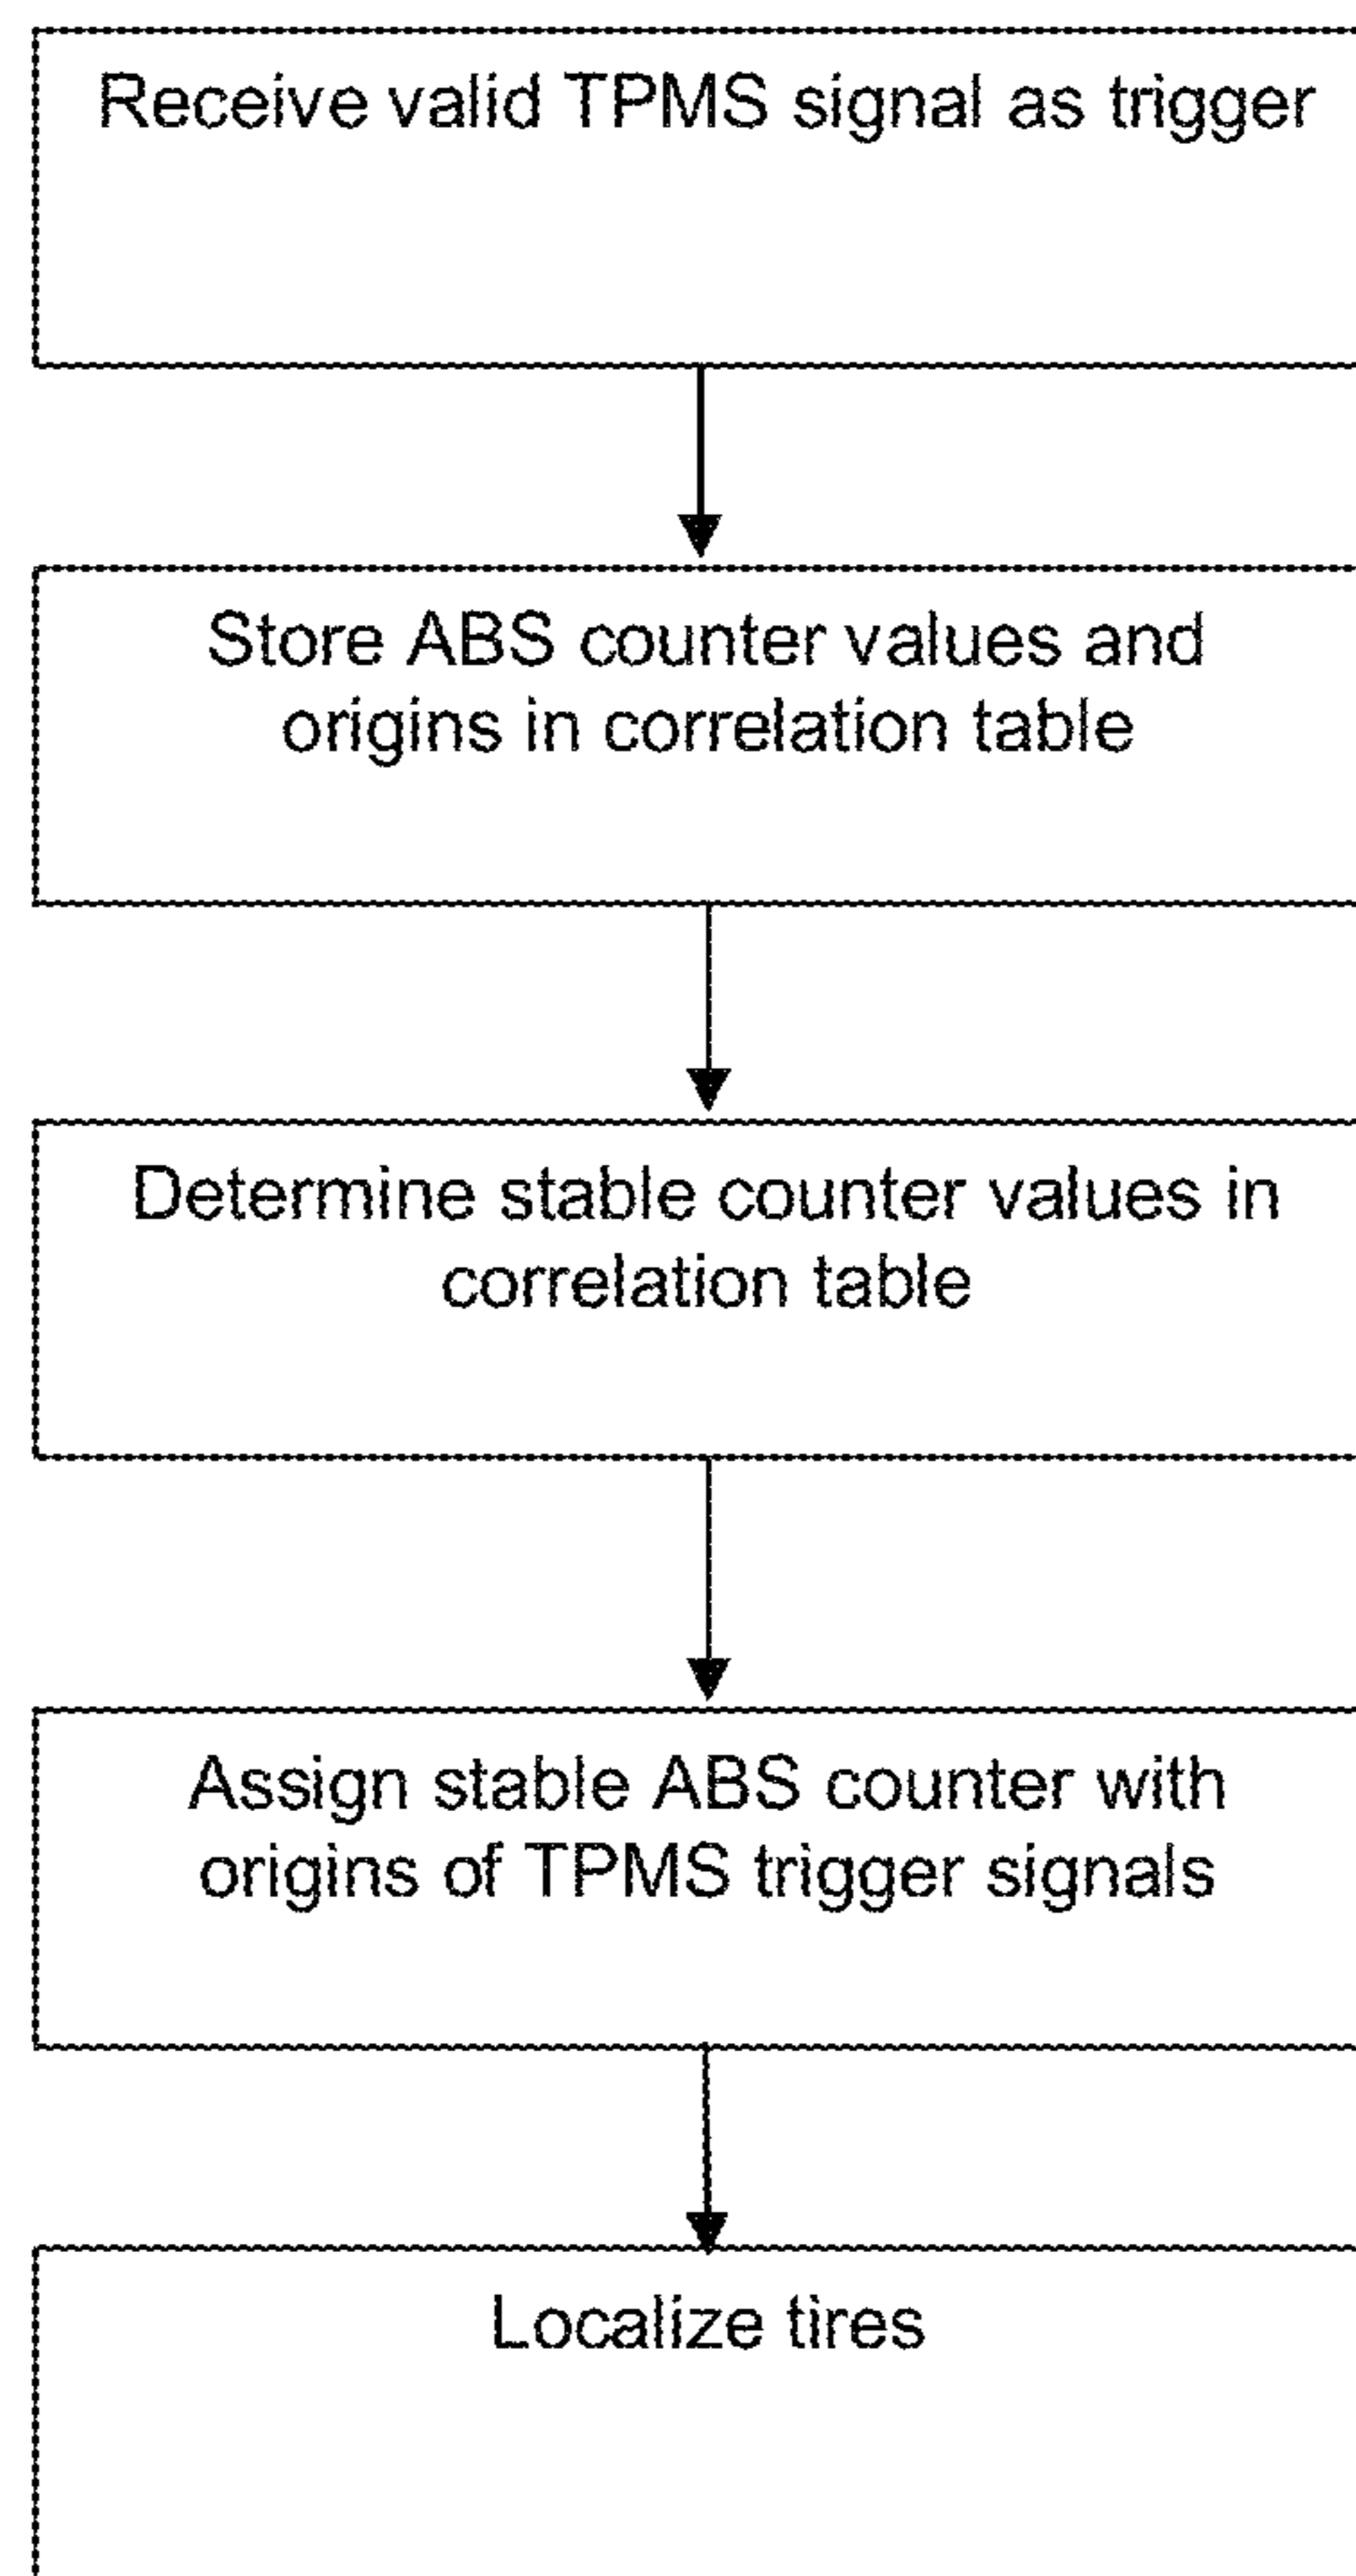 Receive valid TPMS signal as trigger
Store ABS counter values and
origins in correlation table
Determine stable counter values in
correlation table
Assign stable ABS counter with
origins of TPMS trigger signals
Localize tires